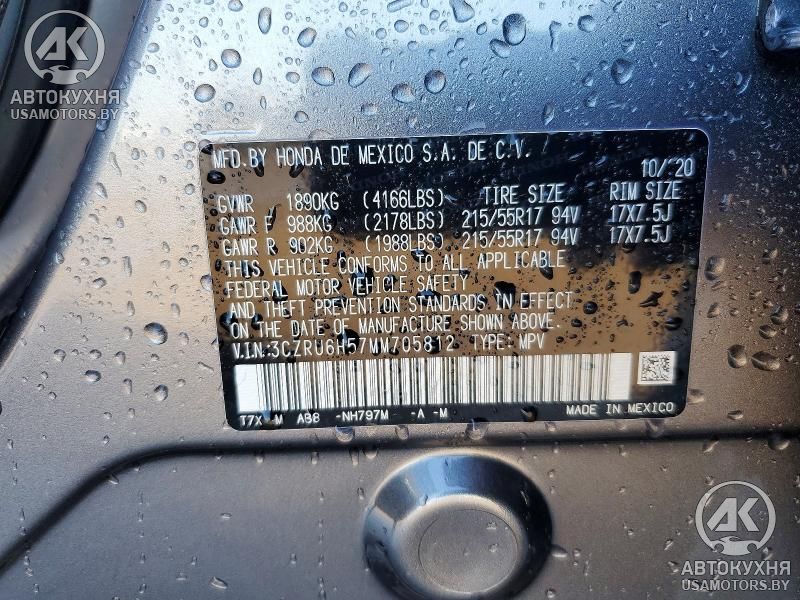 AK
АВТОКУХНЯ
USAMOTORS.BY
MFD.BY HONDA DE MEXICO S.A. DE C.V.
10/ 20
GVWR 1890KG (4166LBS) TIRE SIZE RIM SIZE
GAWR F 988KG (2178LBS) 215/55R17 94V 17X7.5J
GAWR R 902KG (1988LBS) 215/55R17 94V 17X7.5J
THIS VEHICLE CONFORMS TO ALL APPLICABLE
FEDERAL MOTOR VEHICLE SAFETY
AND THEFT PREVENTION STANDARDS IN EFFECT
ON THE DATE OF MANUFACTURE SHOWN ABOVE.
V.I.N:3CZRU6H57MM705812 TYPE: MPV
ABB -NH797M -A -M MADE IN MEXICO
AK
АВТОКУХНЯ
USAMOTORS.BY